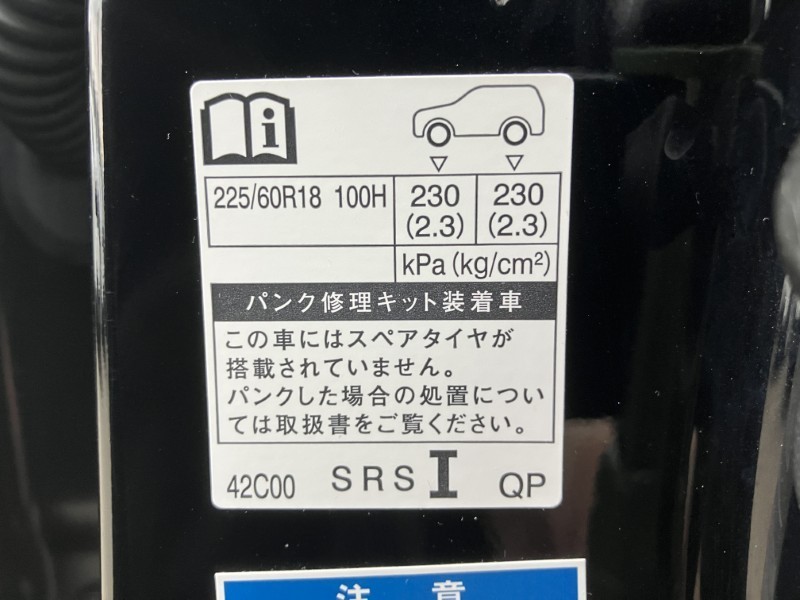 i
225/60R18 100H 230 230
(2.3) (2.3)
kPa (kg/cm²)
パンク修理キット装着車
この車にはスペアタイヤが
搭載されていません。
パンクした場合の処置につい
ては取扱書をご覧ください。
42C00 SRS I QP
注意